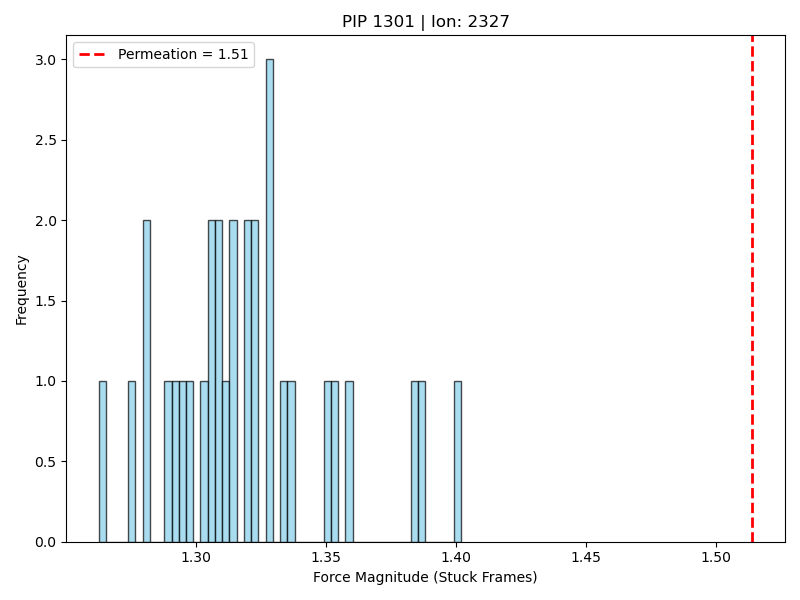 PIP 1301 | Ion: 2327
Permeation = 1.51
3.0
2.5
2.0
1.5
1.0
0.5
0.0
Frequency
1.30 1.35 1.40 1.45 1.50
Force Magnitude (Stuck Frames)